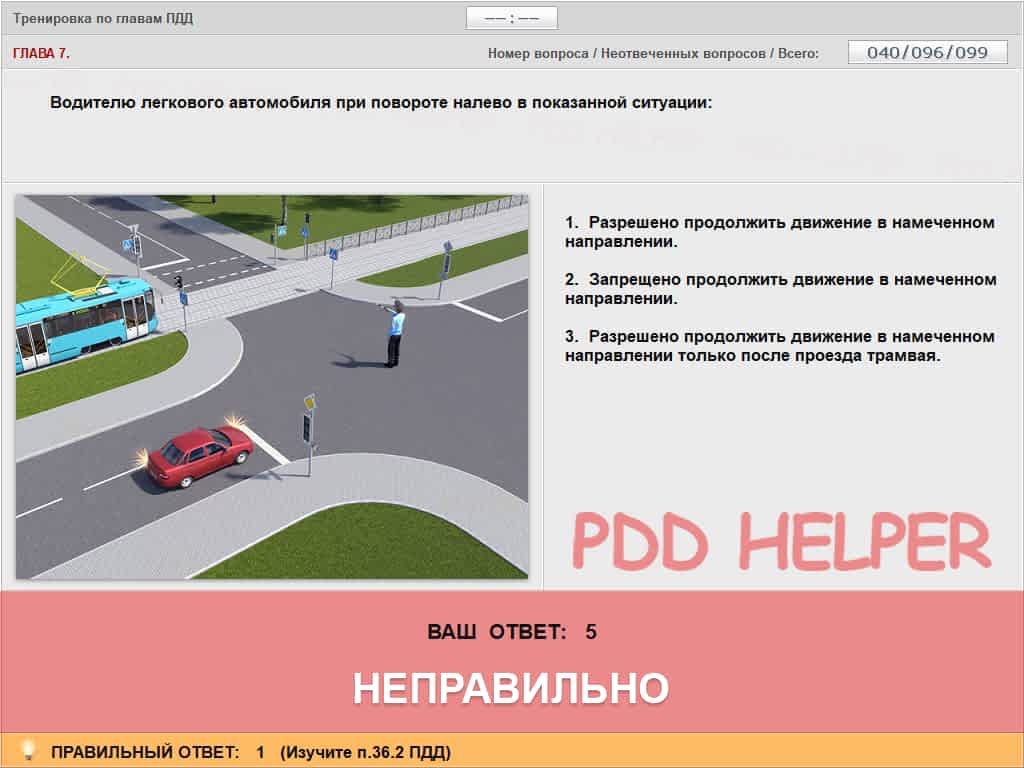 Тренировка по главам ПДД
—— : ——
ГЛАВА 7.
Номер вопроса / Неотвеченных вопросов / Всего:
040/096/099
Водителю легкового автомобиля при повороте налево в показанной ситуации:
1. Разрешено продолжить движение в намеченном
направлении.
2. Запрещено продолжить движение в намеченном
направлении.
3. Разрешено продолжить движение в намеченном
направлении только после проезда трамвая.
PDD HELPER
ВАШ ОТВЕТ: 5
НЕПРАВИЛЬНО
ПРАВИЛЬНЫЙ ОТВЕТ: 1 (Изучите п.36.2 ПДД)